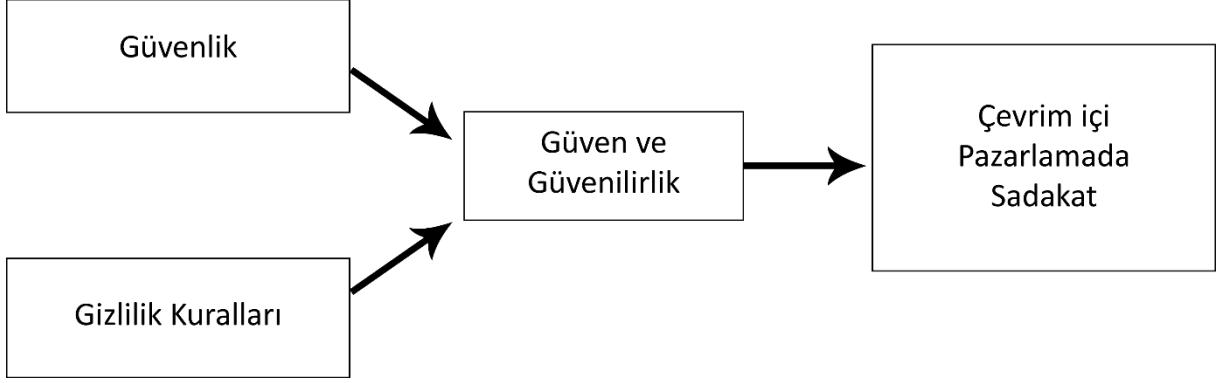 Güvenlik
Güven ve
Güvenilirlik
Çevrim içi
Pazarlamada
Sadakat
Gizlilik Kuralları